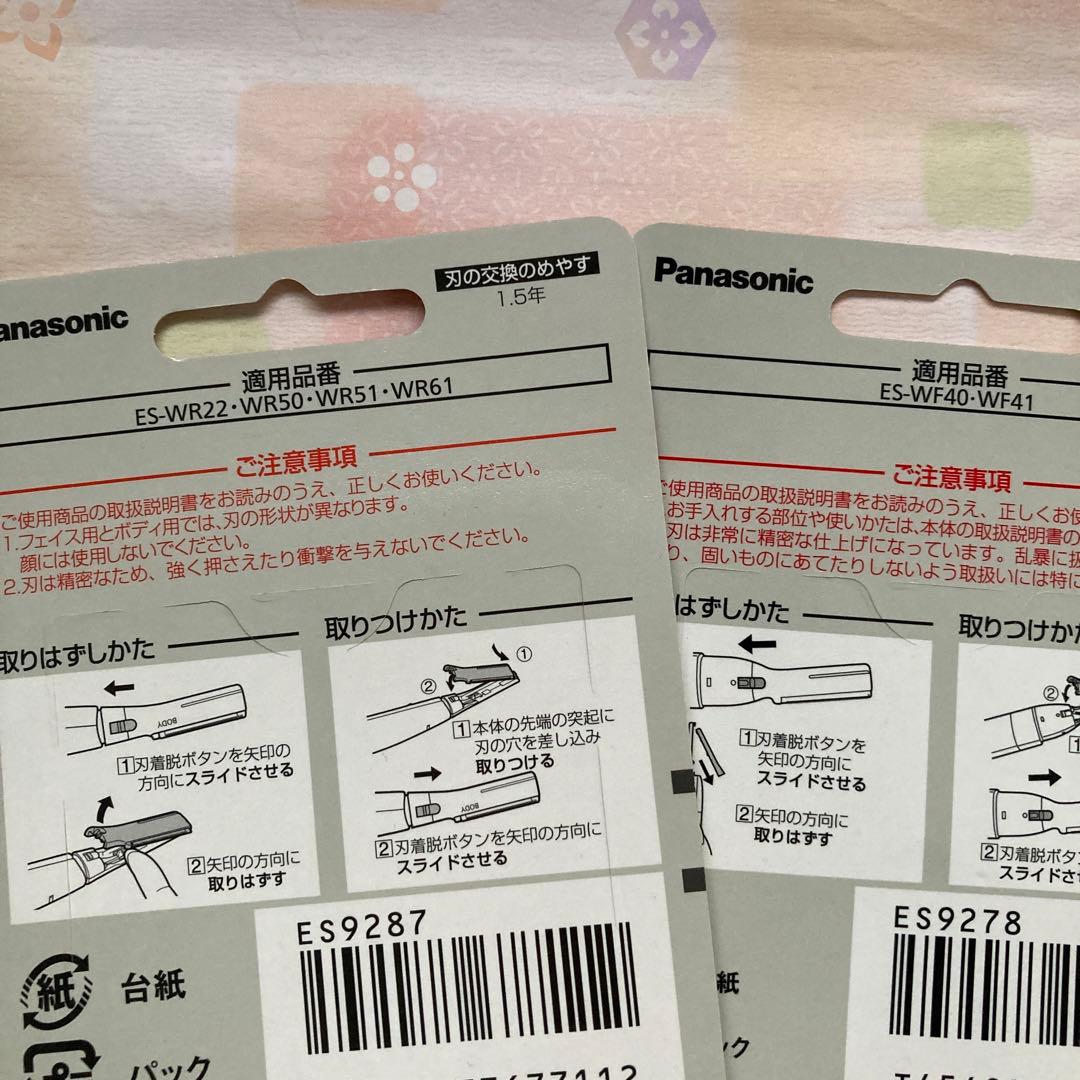 anasonic
刃の交換のめやす
1.5年
適用品番
ES-WR22・WR50・WR51・WR61
ご注意事項
ご使用商品の取扱説明書をお読みのうえ、正しくお使いください。
1.フェイス用とボディ用では、刃の形状が異なります。
顔には使用しないでください。
2.刃は精密なため、強く押さえたり衝撃を与えないでください。
取りはずしかた
BODY
1 刃着脱ボタンを矢印の
方向にスライドさせる
2 矢印の方向に
取りはずす
取りつけかた
①
②
1 本体の先端の突起に
刃の穴を差し込み
取りつける
BODY
2 刃着脱ボタンを矢印の方向に
スライドさせる
ES9287
紙
台紙
パック
Panasonic
適用品番
ES-WF40・WF41
ご注意事項
ご使用商品の取扱説明書をお読みのうえ、正しくお使
お手入れする部位や使いかたは、本体の取扱説明書の
刃は非常に精密な仕上げになっています。乱暴に扱
り、固いものにあてたりしないよう取扱いには特に
はずしかた
1 刃着脱ボタンを
矢印の方向に
スライドさせる
2 矢印の方向に
取りはずす
取りつけか
②
2 刃着脱ボタ
スライドさせ
ES9278
紙
ック